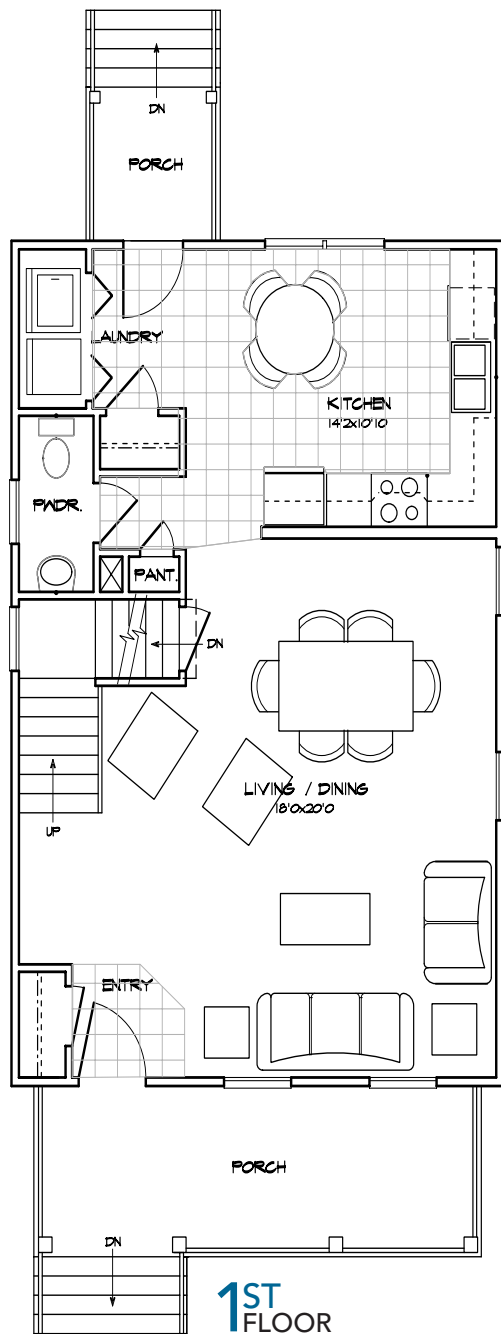 DN
PORCH
LAUNDRY
KITCHEN
14'2x10'10
PWDR.
PANT.
DN
LIVING / DINING
18'0x20'0
UP
ENTRY
PORCH
DN
1ST
FLOOR